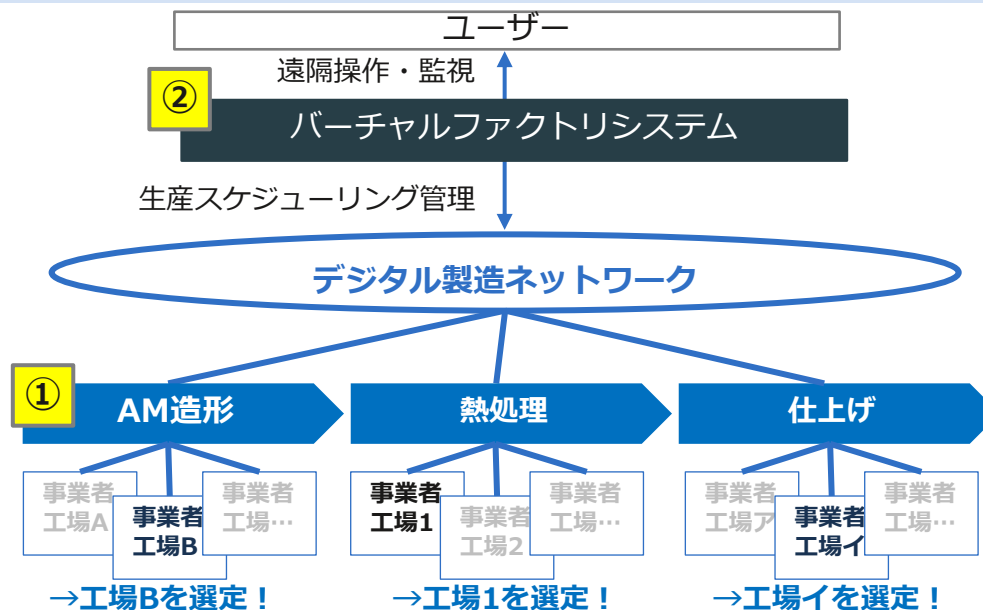 ユーザー
遠隔操作・監視
②
バーチャルファクトリシステム
生産スケジューリング管理
デジタル製造ネットワーク
①
AM造形
熱処理
仕上げ
事業者
工場A
事業者
工場B
事業者
工場…
事業者
工場1
事業者
工場2
事業者
工場…
事業者
工場ア
事業者
工場イ
事業者
工場…
→工場Bを選定！
→工場1を選定！
→工場イを選定！